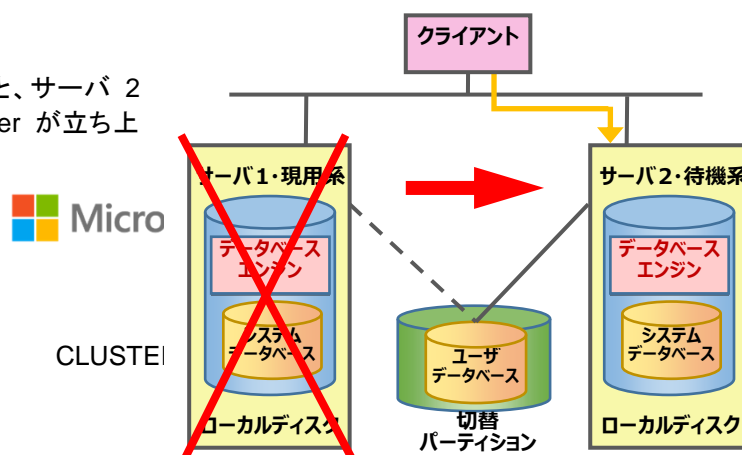 クライアント
と、サーバ 2
er が立ち上
サーバ1・現用系
サーバ2・待機系
Micro
データベース
エンジン
データベース
エンジン
システム
データベース
CLUSTE
ユーザ
データベース
システム
データベース
ローカルディスク
切替
パーティション
ローカルディスク